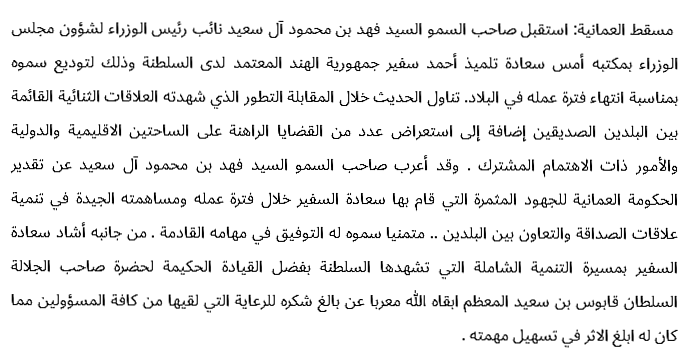 مسقط العمانية: استقبل صاحب السمو السيد فهد بن محمود آل سعيد نائب رئيس الوزراء لشؤون مجلس
الوزراء بمكتبه أمس سعادة تلميذ أحمد سفير جمهورية الهند المعتمد لدى السلطنة وذلك لتوديع سموه
بمناسبة انتهاء فترة عمله في البلاد. تناول الحديث خلال المقابلة التطور الذي شهدته العلاقات الثنائية القائمة
بين البلدين الصديقين إضافة إلى استعراض عدد من القضايا الراهنة على الساحتين الاقليمية والدولية
والأمور ذات الاهتمام المشترك . وقد أعرب صاحب السمو السيد فهد بن محمود آل سعيد عن تقدير
الحكومة العمانية للجهود المثمرة التي قام بها سعادة السفير خلال فترة عمله ومساهمته الجيدة في تنمية
علاقات الصداقة والتعاون بين البلدين .. متمنيا سموه له التوفيق في مهامه القادمة . من جانبه أشاد سعادة
السفير بمسيرة التنمية الشاملة التي تشهدها السلطنة بفضل القيادة الحكيمة لحضرة صاحب الجلالة
السلطان قابوس بن سعيد المعظم ابقاه الله معربا عن بالغ شكره للرعاية التي لقيها من كافة المسؤولين مما
كان له ابلغ الاثر في تسهيل مهمته .